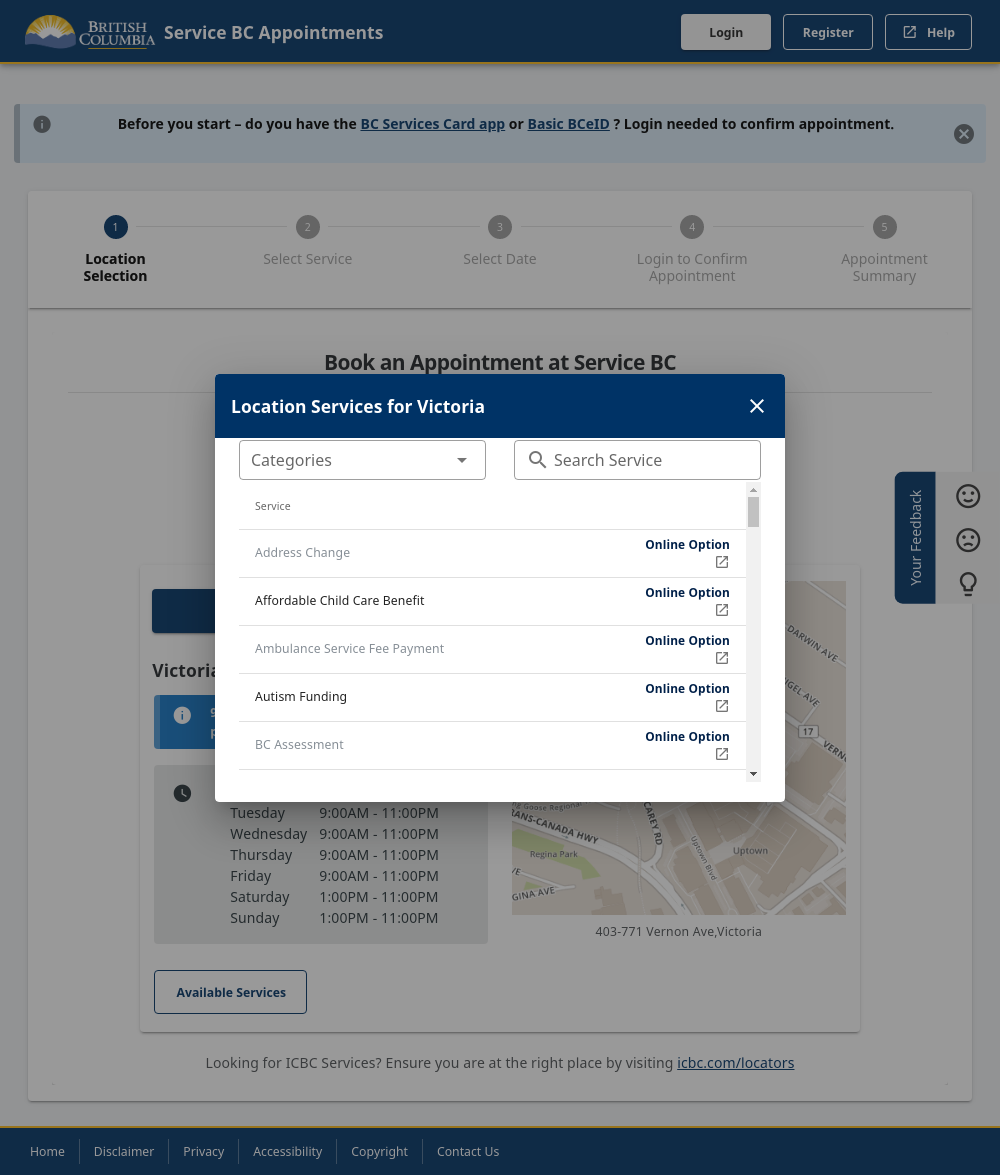 BRITISH
COLUMBIA
Service BC Appointments
Login
Register
Help
Before you start – do you have the BC Services Card app or Basic BCeID ? Login needed to confirm appointment.
1
2
3
4
5
Location
Selection
Select Service
Select Date
Login to Confirm
Appointment
Appointment
Summary
Book an Appointment at Service BC
Location Services for Victoria
Categories
Search Service
Service
Address Change
Online Option
Affordable Child Care Benefit
Online Option
Ambulance Service Fee Payment
Online Option
Autism Funding
Online Option
BC Assessment
Online Option
Your Feedback
Victoria
Tuesday 9:00AM - 11:00PM
Wednesday 9:00AM - 11:00PM
Thursday 9:00AM - 11:00PM
Friday 9:00AM - 11:00PM
Saturday 1:00PM - 11:00PM
Sunday 1:00PM - 11:00PM
DARWIN AVE
AVE
17
VERN
Goose Regional
ANS-CANADA HWY
CAREY RD
Regina Park
Uptown Blvd
Uptown
GINA AVE
403-771 Vernon Ave,Victoria
Available Services
Looking for ICBC Services? Ensure you are at the right place by visiting icbc.com/locators
Home
Disclaimer
Privacy
Accessibility
Copyright
Contact Us